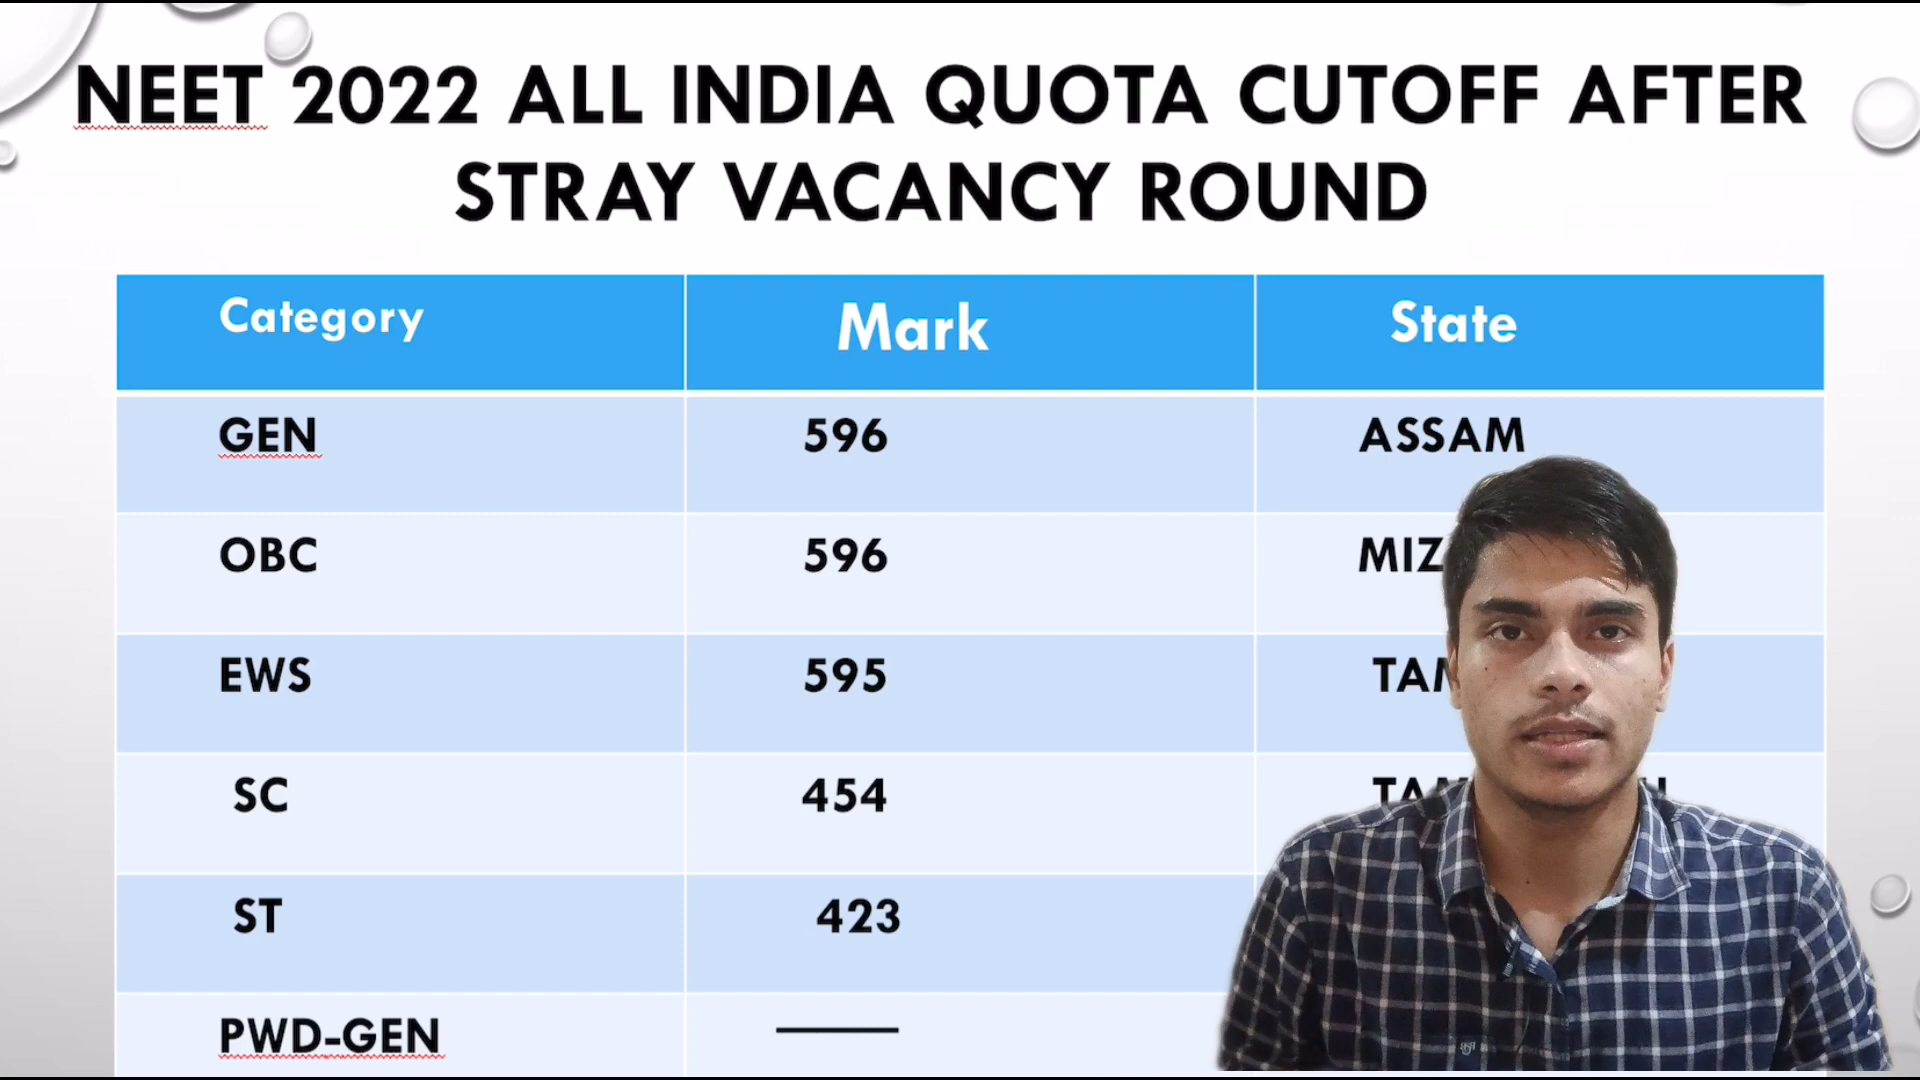 NEET 2022 ALL INDIA QUOTA CUTOFF AFTER
STRAY VACANCY ROUND
Category Mark State
GEN 596 ASSAM
OBC 596
EWS 595
SC 454
ST 423
PWD-GEN —